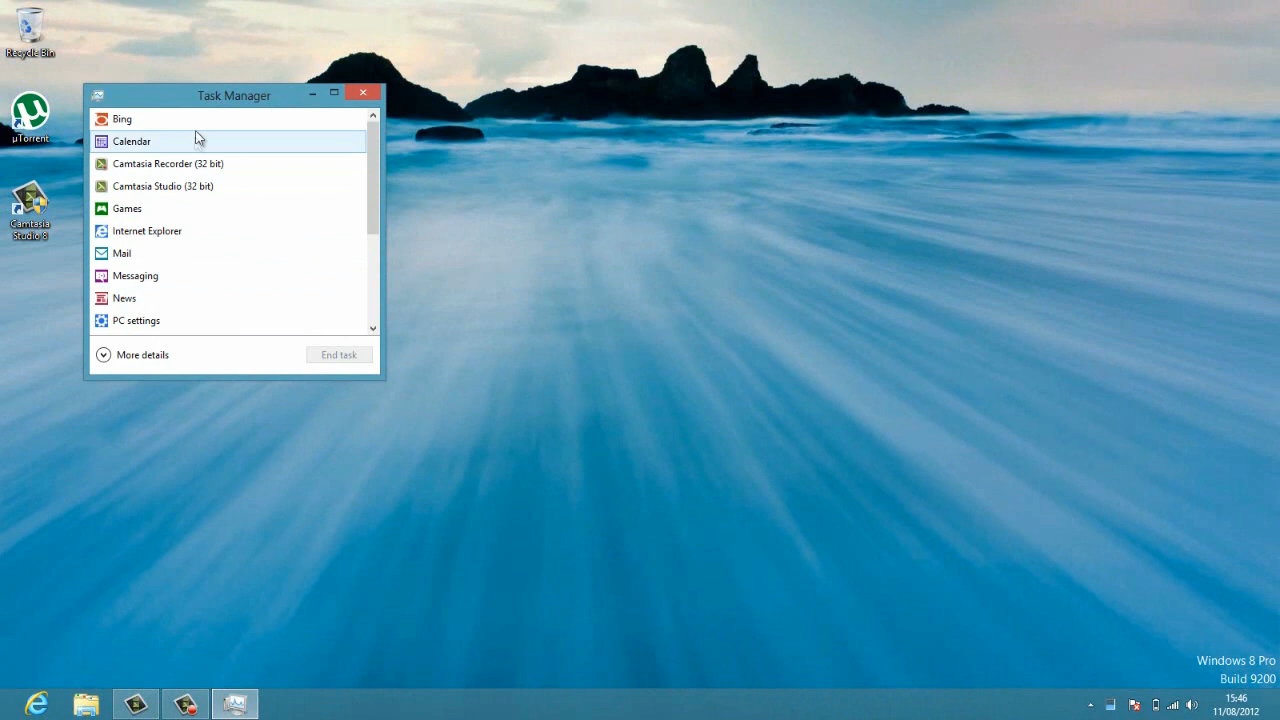 Recycle Bin
µTorrent
Camtasia
Studio 8
Task Manager
Bing
Calendar
Camtasia Recorder (32 bit)
Camtasia Studio (32 bit)
Games
Internet Explorer
Mail
Messaging
News
PC settings
More details
End task
Windows 8 Pro
Build 9200
15:46
11/08/2012